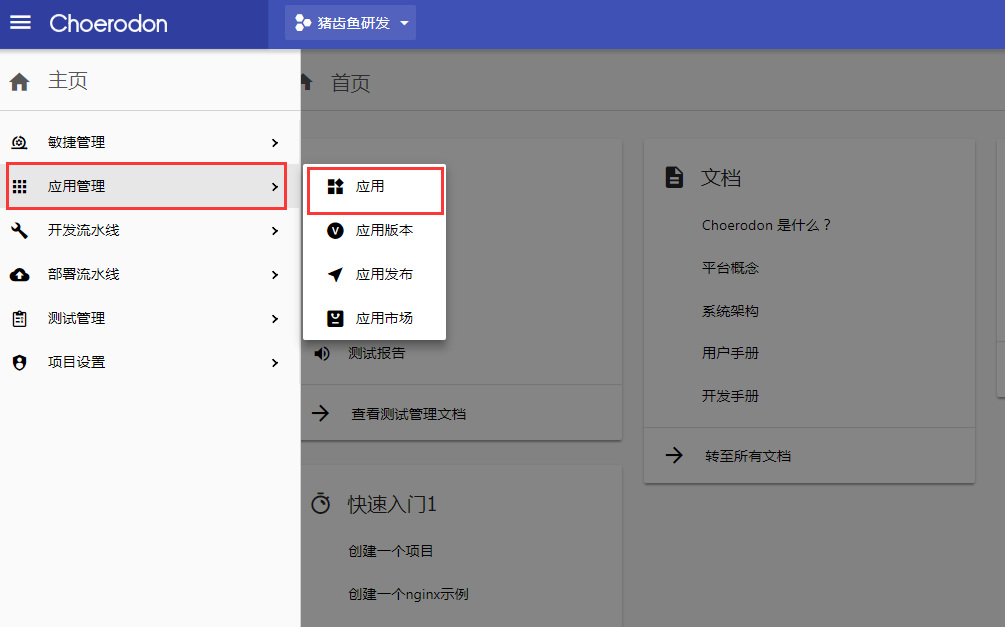 Choerodon
猪齿鱼研发
主页
敏捷管理
应用管理
开发流水线
部署流水线
测试管理
项目设置
应用
应用版本
应用发布
应用市场
首页
测试报告
查看测试管理文档
快速入门1
创建一个项目
创建一个nginx示例
文档
Choerodon 是什么？
平台概念
系统架构
用户手册
开发手册
转至所有文档